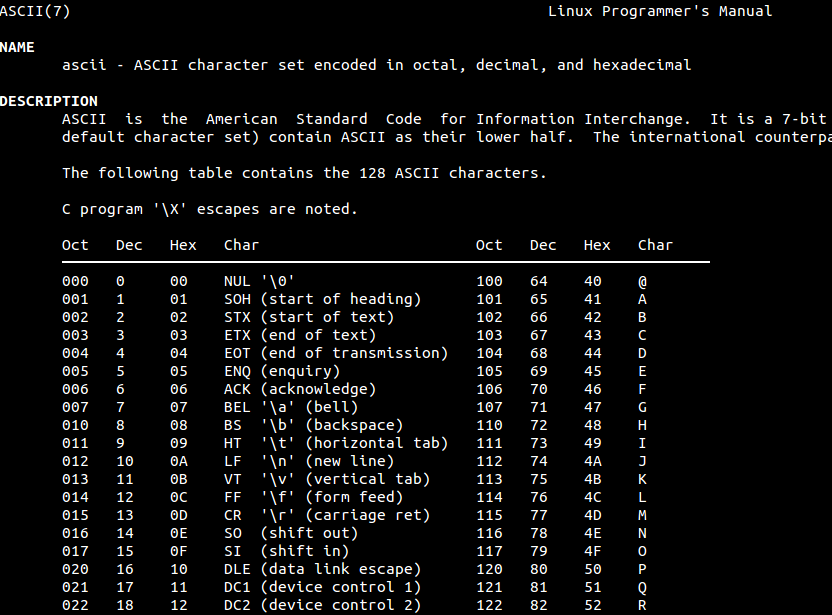 ASCII(7) Linux Programmer's Manual
NAME
ascii - ASCII character set encoded in octal, decimal, and hexadecimal
DESCRIPTION
ASCII is the American Standard Code for Information Interchange. It is a 7-bit
default character set) contain ASCII as their lower half. The international counterpa
The following table contains the 128 ASCII characters.
C program '\X' escapes are noted.
Oct Dec Hex Char Oct Dec Hex Char
000 0 00 NUL '\0' 100 64 40 @
001 1 01 SOH (start of heading) 101 65 41 A
002 2 02 STX (start of text) 102 66 42 B
003 3 03 ETX (end of text) 103 67 43 C
004 4 04 EOT (end of transmission) 104 68 44 D
005 5 05 ENQ (enquiry) 105 69 45 E
006 6 06 ACK (acknowledge) 106 70 46 F
007 7 07 BEL '\a' (bell) 107 71 47 G
010 8 08 BS '\b' (backspace) 110 72 48 H
011 9 09 HT '\t' (horizontal tab) 111 73 49 I
012 10 0A LF '\n' (new line) 112 74 4A J
013 11 0B VT '\v' (vertical tab) 113 75 4B K
014 12 0C FF '\f' (form feed) 114 76 4C L
015 13 0D CR '\r' (carriage ret) 115 77 4D M
016 14 0E SO (shift out) 116 78 4E N
017 15 0F SI (shift in) 117 79 4F O
020 16 10 DLE (data link escape) 120 80 50 P
021 17 11 DC1 (device control 1) 121 81 51 Q
022 18 12 DC2 (device control 2) 122 82 52 R